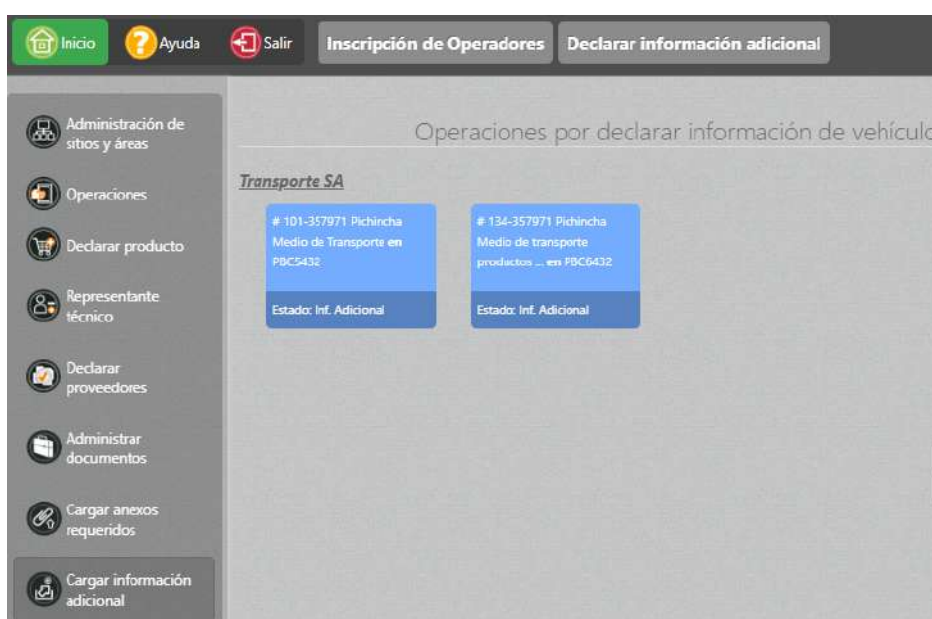 Inicio
Ayuda
Salir
Inscripción de Operadores
Declarar información adicional
Administración de
sitios y áreas
Operaciones
Declarar producto
Representante
técnico
Declarar
proveedores
Administrar
documentos
Cargar anexos
requeridos
Cargar información
adicional
Operaciones por declarar información de vehículo
Transporte SA
# 101-357971 Pichincha
Medio de Transporte en
PBC5432
Estado: Inf. Adicional
# 134-357971 Pichincha
Medio de transporte
productos ... en PBC6432
Estado: Inf. Adicional